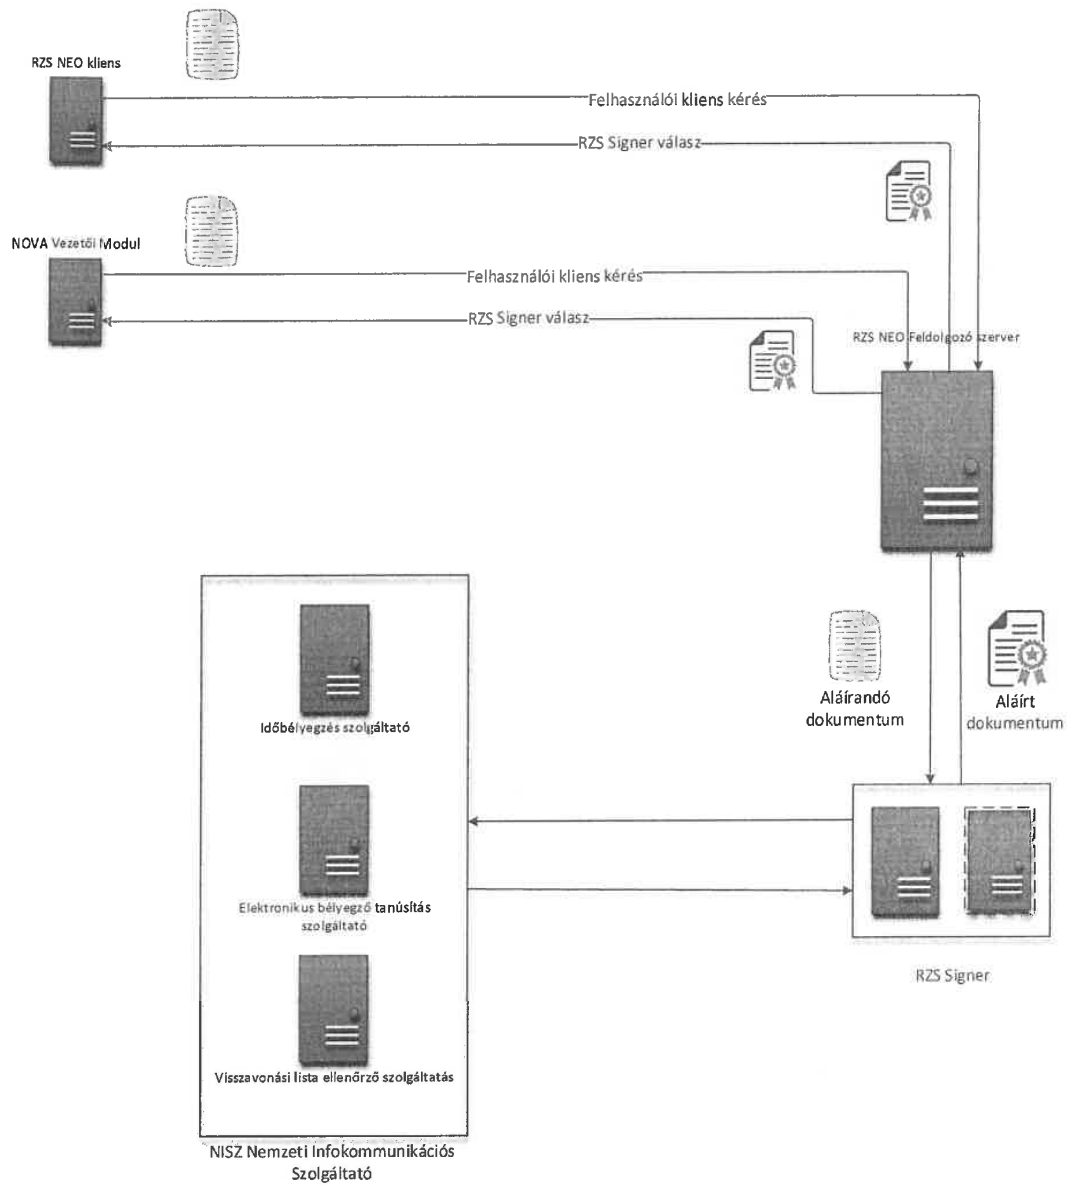 RZS NEO kliens
Felhasználói kliens kérés
RZS Signer válasz
NOVA Vezetői Modul
Felhasználói kliens kérés
RZS Signer válasz
RZS NEO Feldolgozó szerver
Aláírandó
dokumentum
Aláírt
dokumentum
Időbélyegzés szolgáltató
Elektronikus bélyegző tanúsítás
szolgáltató
RZS Signer
Visszavonási lista ellenőrző szolgáltatás
NISZ Nemzeti Infokommunikációs
Szolgáltató